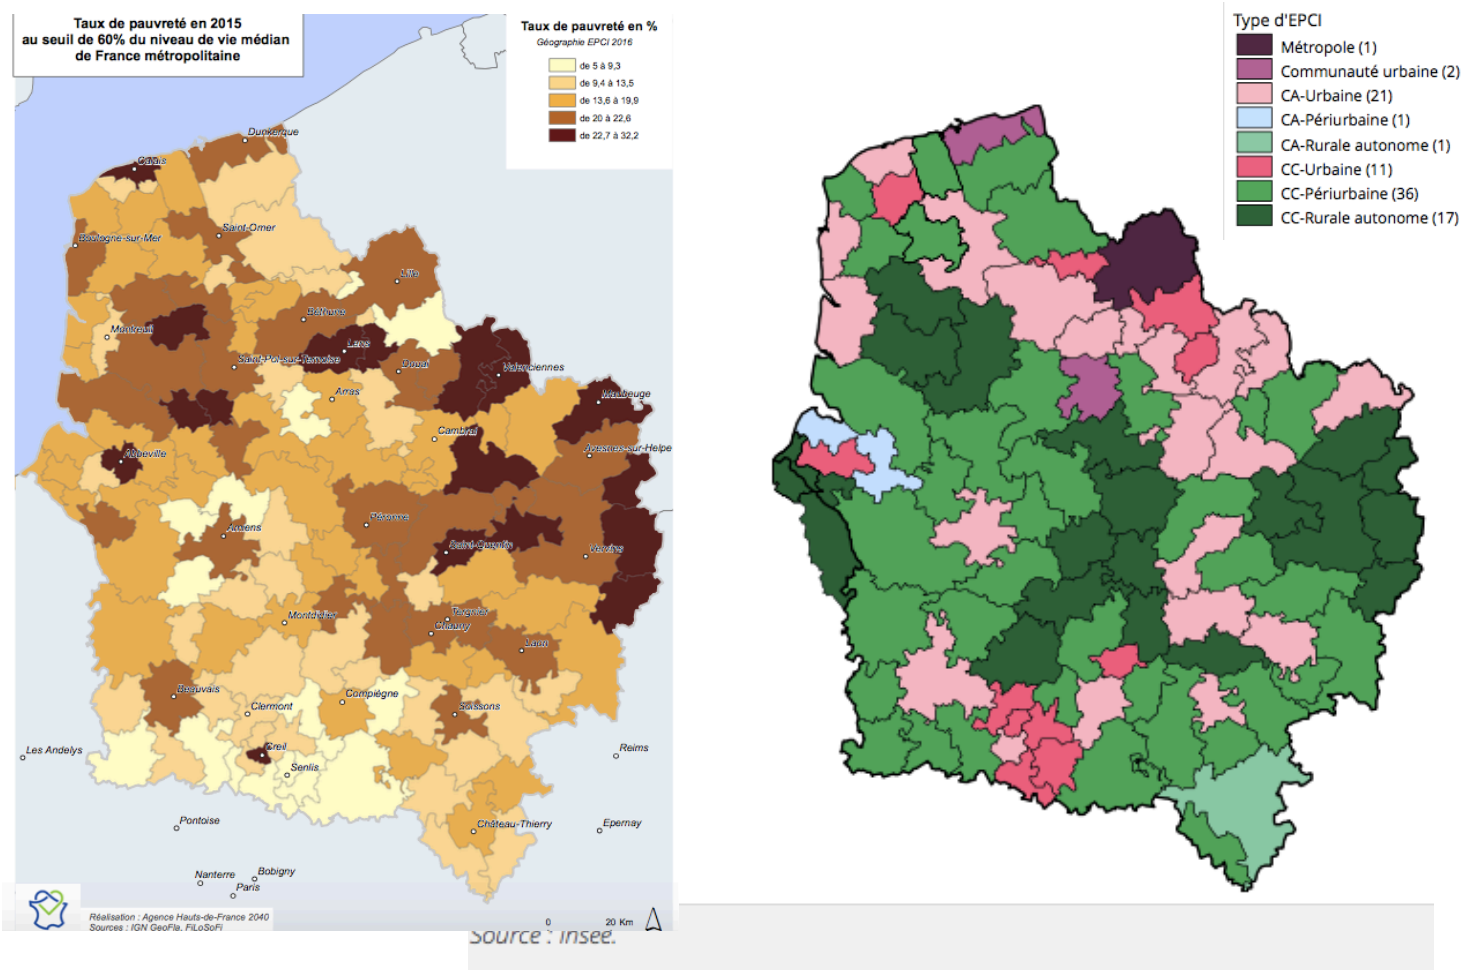 Taux de pauvreté en 2015
au seuil de 60% du niveau de vie médian
de France métropolitaine
Taux de pauvreté en %
Géographie EPCI 2016
de 5 à 9,3
de 9,4 à 13,5
de 13,6 à 19,9
de 20 à 22,6
de 22,7 à 32,2
Dunkerque
Calais
Saint-Omer
Boulogne-sur-Mer
Lille
Béthune
Montreuil
Lens
Saint-Pol-sur-Ternoise
Douai
Valenciennes
Arras
Maubeuge
Cambrai
Avesnes-sur-Helpe
Abbeville
Péronne
Amiens
Saint-Quentin
Vervins
Montdidier
Tergnier
Chauny
Laon
Beauvais
Compiègne
Clermont
Soissons
Creil
Les Andelys
Reims
Senlis
Pontoise
Château-Thierry
Epernay
Nanterre
Bobigny
Paris
Réalisation : Agence Hauts-de-France 2040
Sources : IGN GeoFla, FiLoSoFi
0 20 Km
Type d'EPCI
Métropole (1)
Communauté urbaine (2)
CA-Urbaine (21)
CA-Périurbaine (1)
CA-Rurale autonome (1)
CC-Urbaine (11)
CC-Périurbaine (36)
CC-Rurale autonome (17)
Source : Insee.